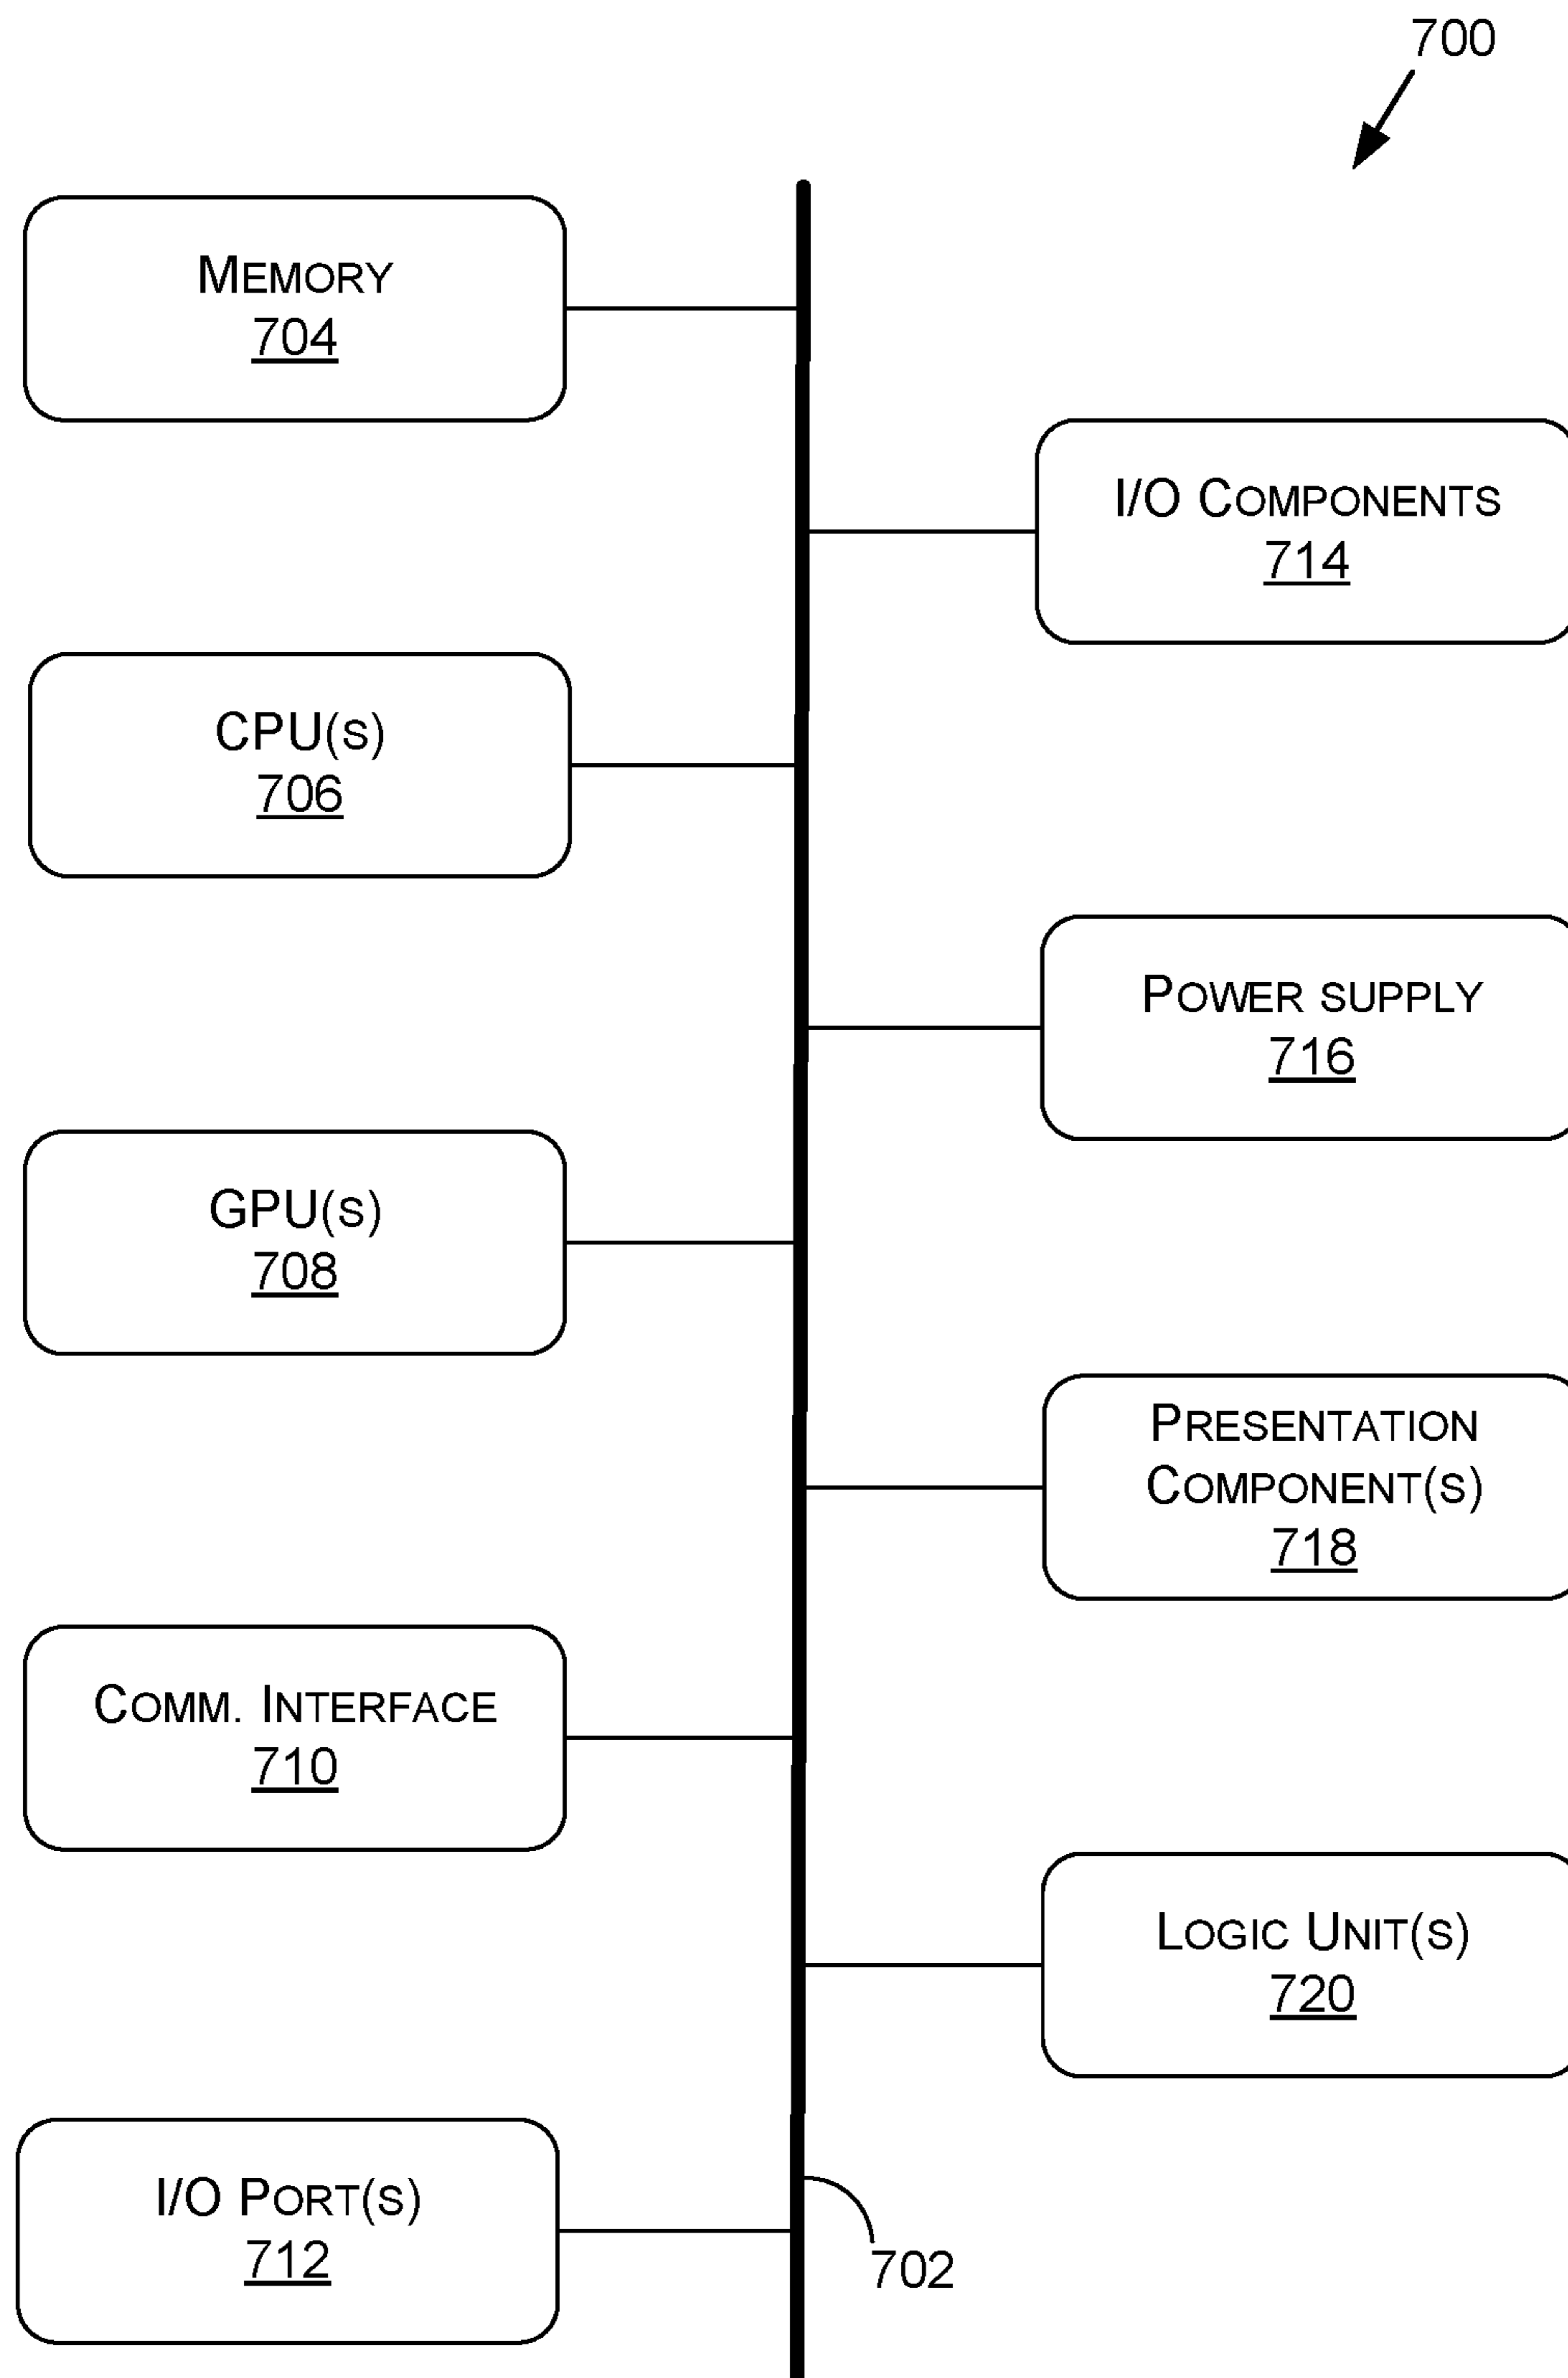 700
MEMORY
704
I/O COMPONENTS
714
CPU(S)
706
POWER SUPPLY
716
GPU(S)
708
PRESENTATION
COMPONENT(S)
718
COMM. INTERFACE
710
LOGIC UNIT(S)
720
I/O PORT(S)
712
702